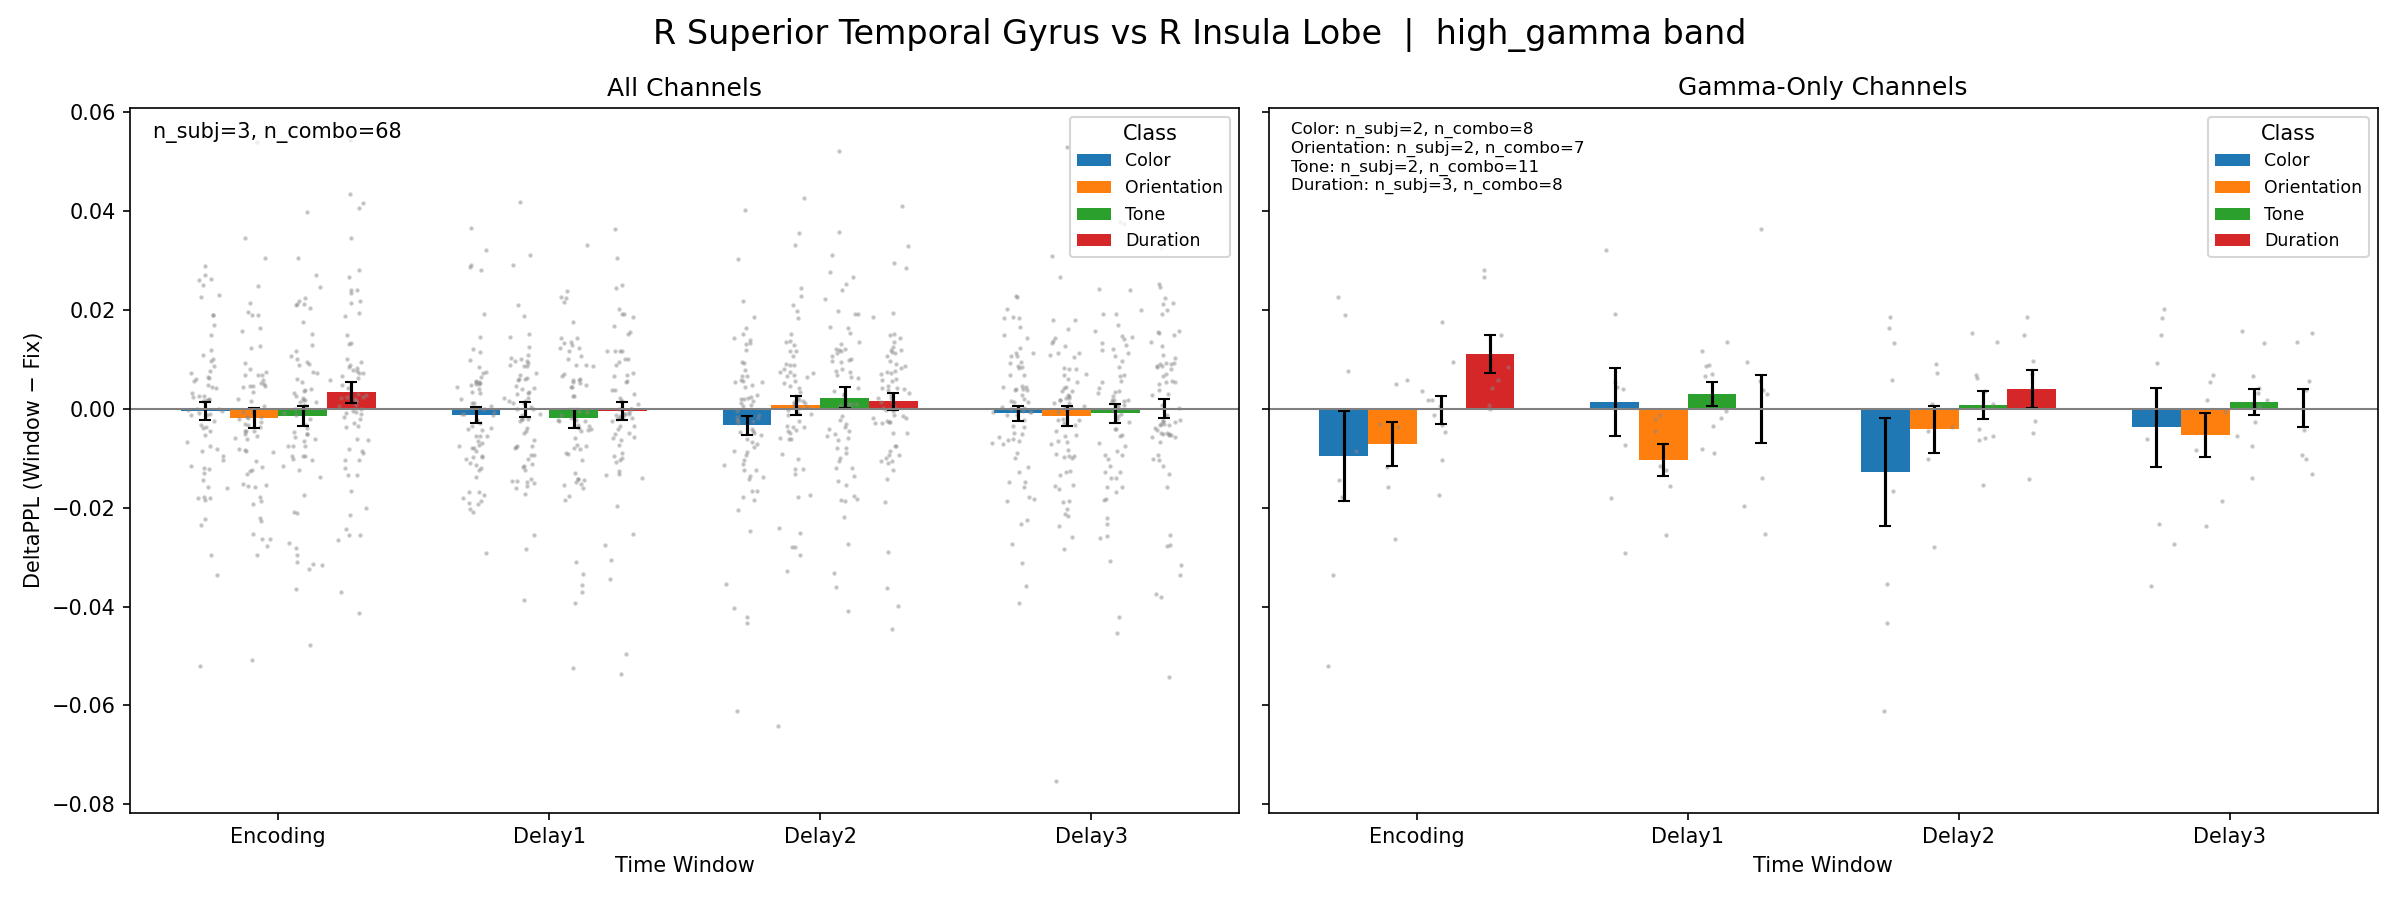 R Superior Temporal Gyrus vs R Insula Lobe | high_gamma band
All Channels
n_subj=3, n_combo=68
Class
Color
Orientation
Tone
Duration
DeltaPPL (Window − Fix)
0.06
0.04
0.02
0.00
−0.02
−0.04
−0.06
−0.08
Encoding
Delay1
Delay2
Delay3
Time Window
Gamma-Only Channels
Color: n_subj=2, n_combo=8
Orientation: n_subj=2, n_combo=7
Tone: n_subj=2, n_combo=11
Duration: n_subj=3, n_combo=8
Class
Color
Orientation
Tone
Duration
Encoding
Delay1
Delay2
Delay3
Time Window